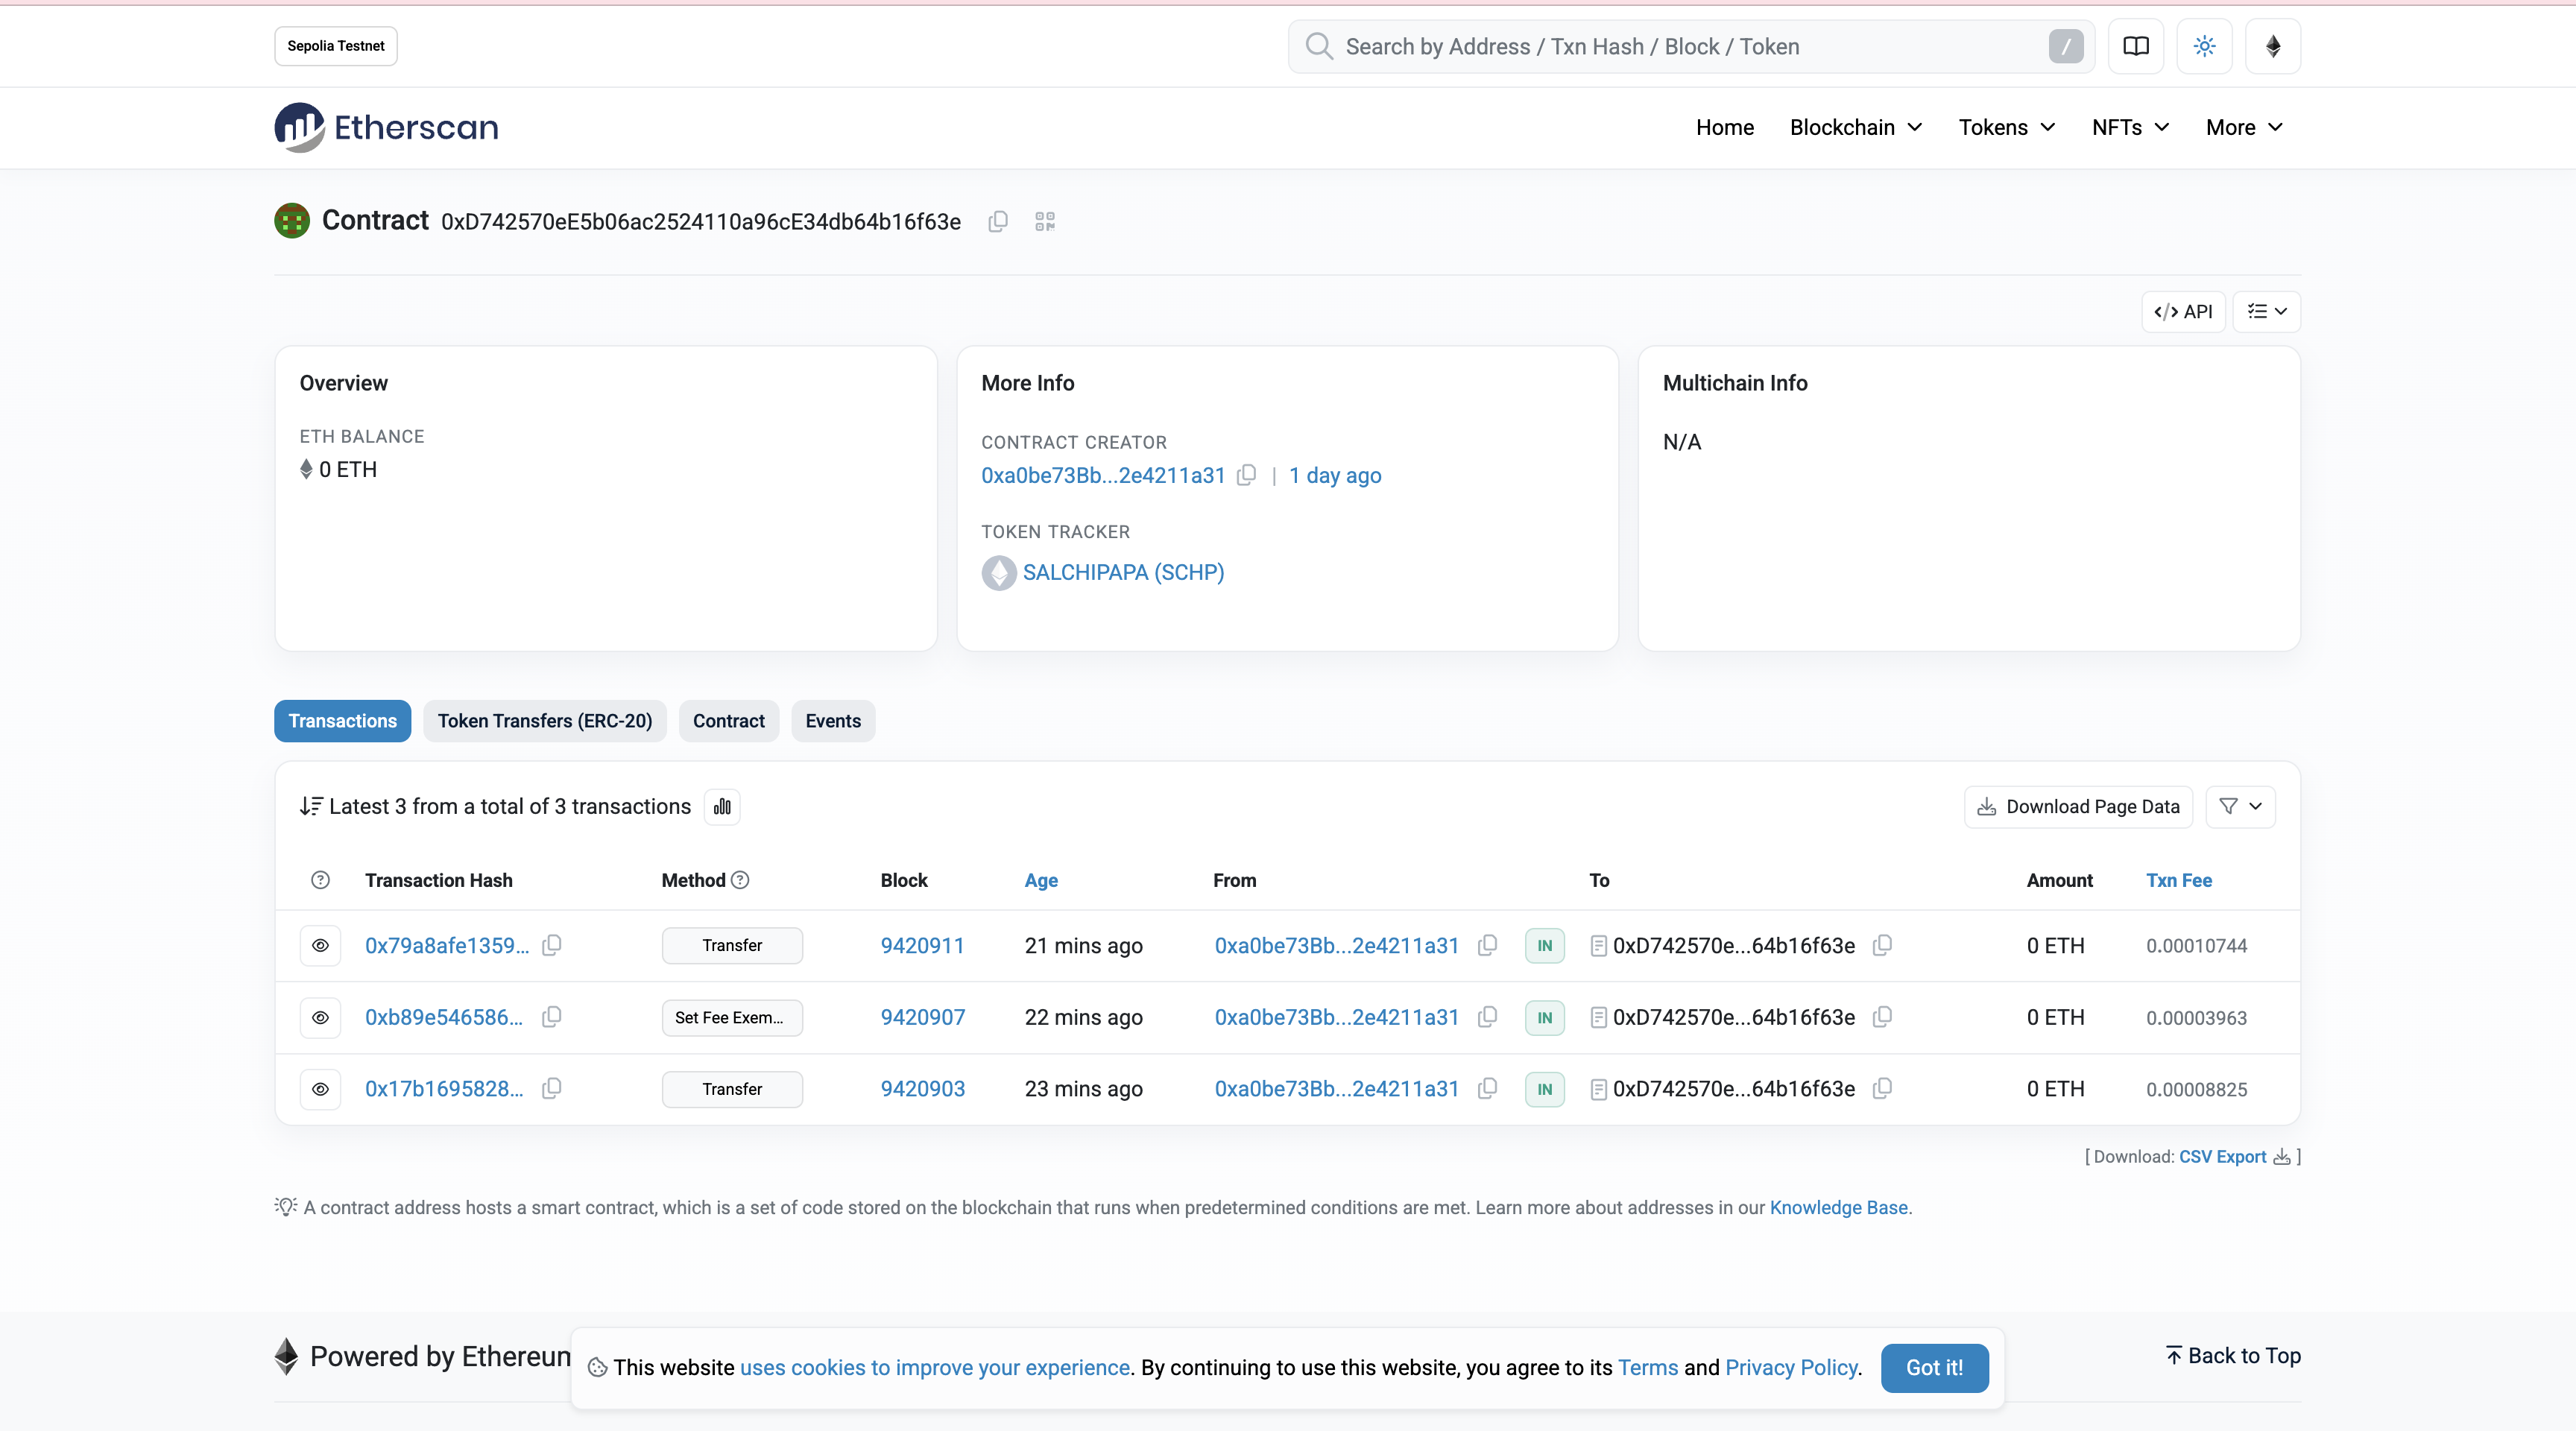 Sepolia Testnet
Search by Address / Txn Hash / Block / Token
/
Etherscan
Home Blockchain Tokens NFTs More
Contract 0xD742570eE5b06ac2524110a96cE34db64b16f63e
</> API
Overview
ETH BALANCE
0 ETH
More Info
CONTRACT CREATOR
0xa0be73Bb...2e4211a31 | 1 day ago
TOKEN TRACKER
SALCHIPAPA (SCHP)
Multichain Info
N/A
Transactions Token Transfers (ERC-20) Contract Events
Latest 3 from a total of 3 transactions
Download Page Data
Transaction Hash Method Block Age From To Amount Txn Fee
0x79a8afe1359... Transfer 9420911 21 mins ago 0xa0be73Bb...2e4211a31 IN 0xD742570e...64b16f63e 0 ETH 0.00010744
0xb89e546586... Set Fee Exem... 9420907 22 mins ago 0xa0be73Bb...2e4211a31 IN 0xD742570e...64b16f63e 0 ETH 0.00003963
0x17b1695828... Transfer 9420903 23 mins ago 0xa0be73Bb...2e4211a31 IN 0xD742570e...64b16f63e 0 ETH 0.00008825
[ Download: CSV Export ]
A contract address hosts a smart contract, which is a set of code stored on the blockchain that runs when predetermined conditions are met. Learn more about addresses in our Knowledge Base.
Powered by Ethereum
This website uses cookies to improve your experience. By continuing to use this website, you agree to its Terms and Privacy Policy.
Got it!
Back to Top